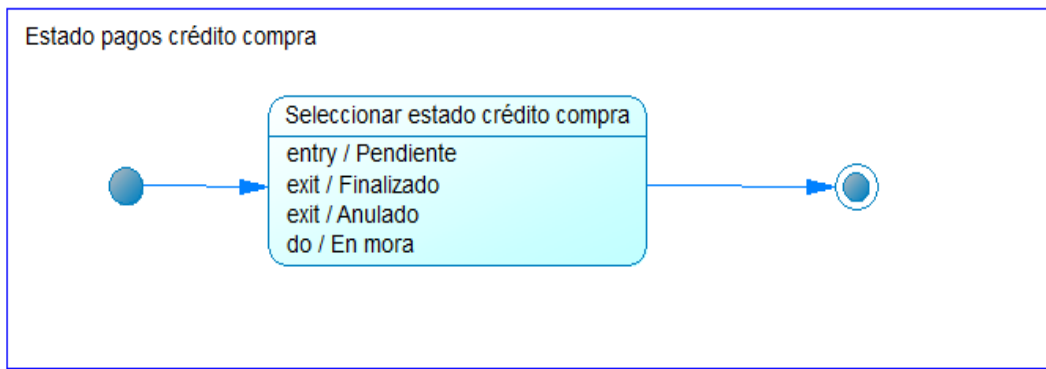 Estado pagos crédito compra
Seleccionar estado crédito compra
entry / Pendiente
exit / Finalizado
exit / Anulado
do / En mora